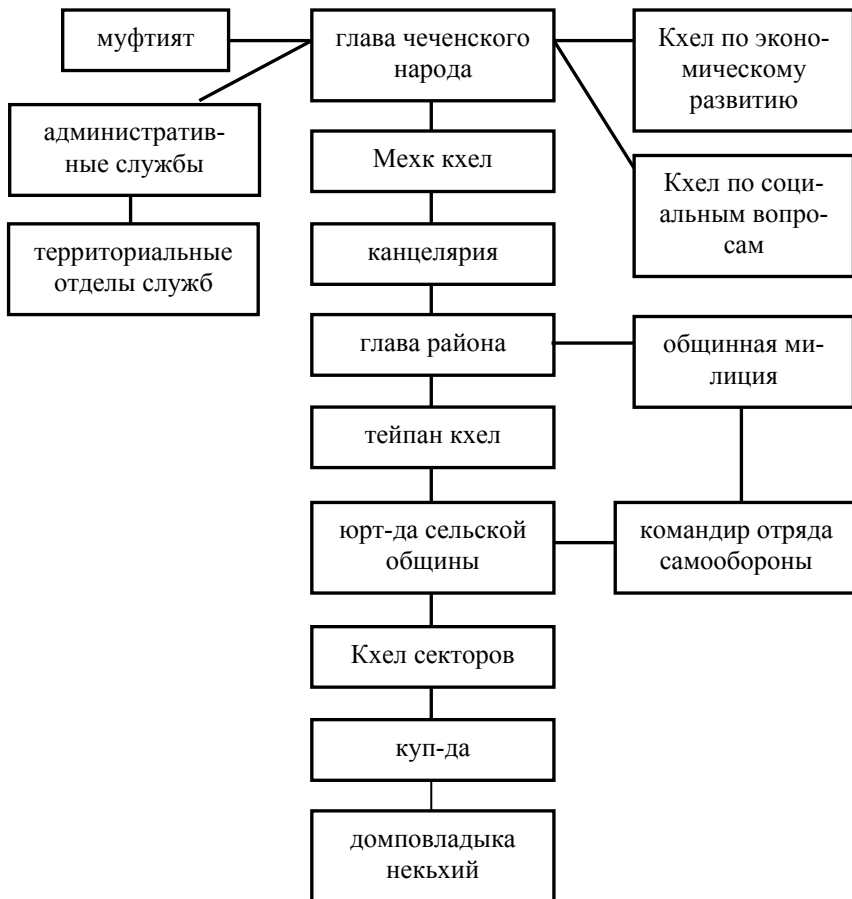 муфтият
глава чеченского
народа
Кхел по эконо-
мическому
развитию
административ-
ные службы
Мехк кхел
Кхел по соци-
альным вопро-
сам
территориальные
отделы служб
канцелярия
глава района
общинная ми-
лиция
тейпан кхел
юрт-да сельской
общины
командир отряда
самообороны
Кхел секторов
куп-да
домповладыка
некьхий